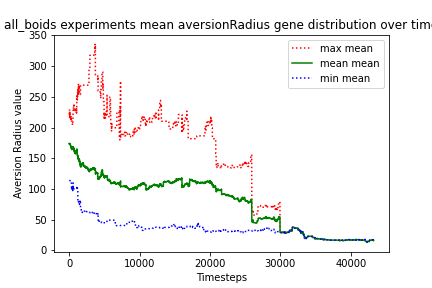 all_boids experiments mean aversionRadius gene distribution over time
350
300
250
200
150
100
50
0
Aversion Radius value
max mean
mean mean
min mean
0 10000 20000 30000 40000
Timesteps